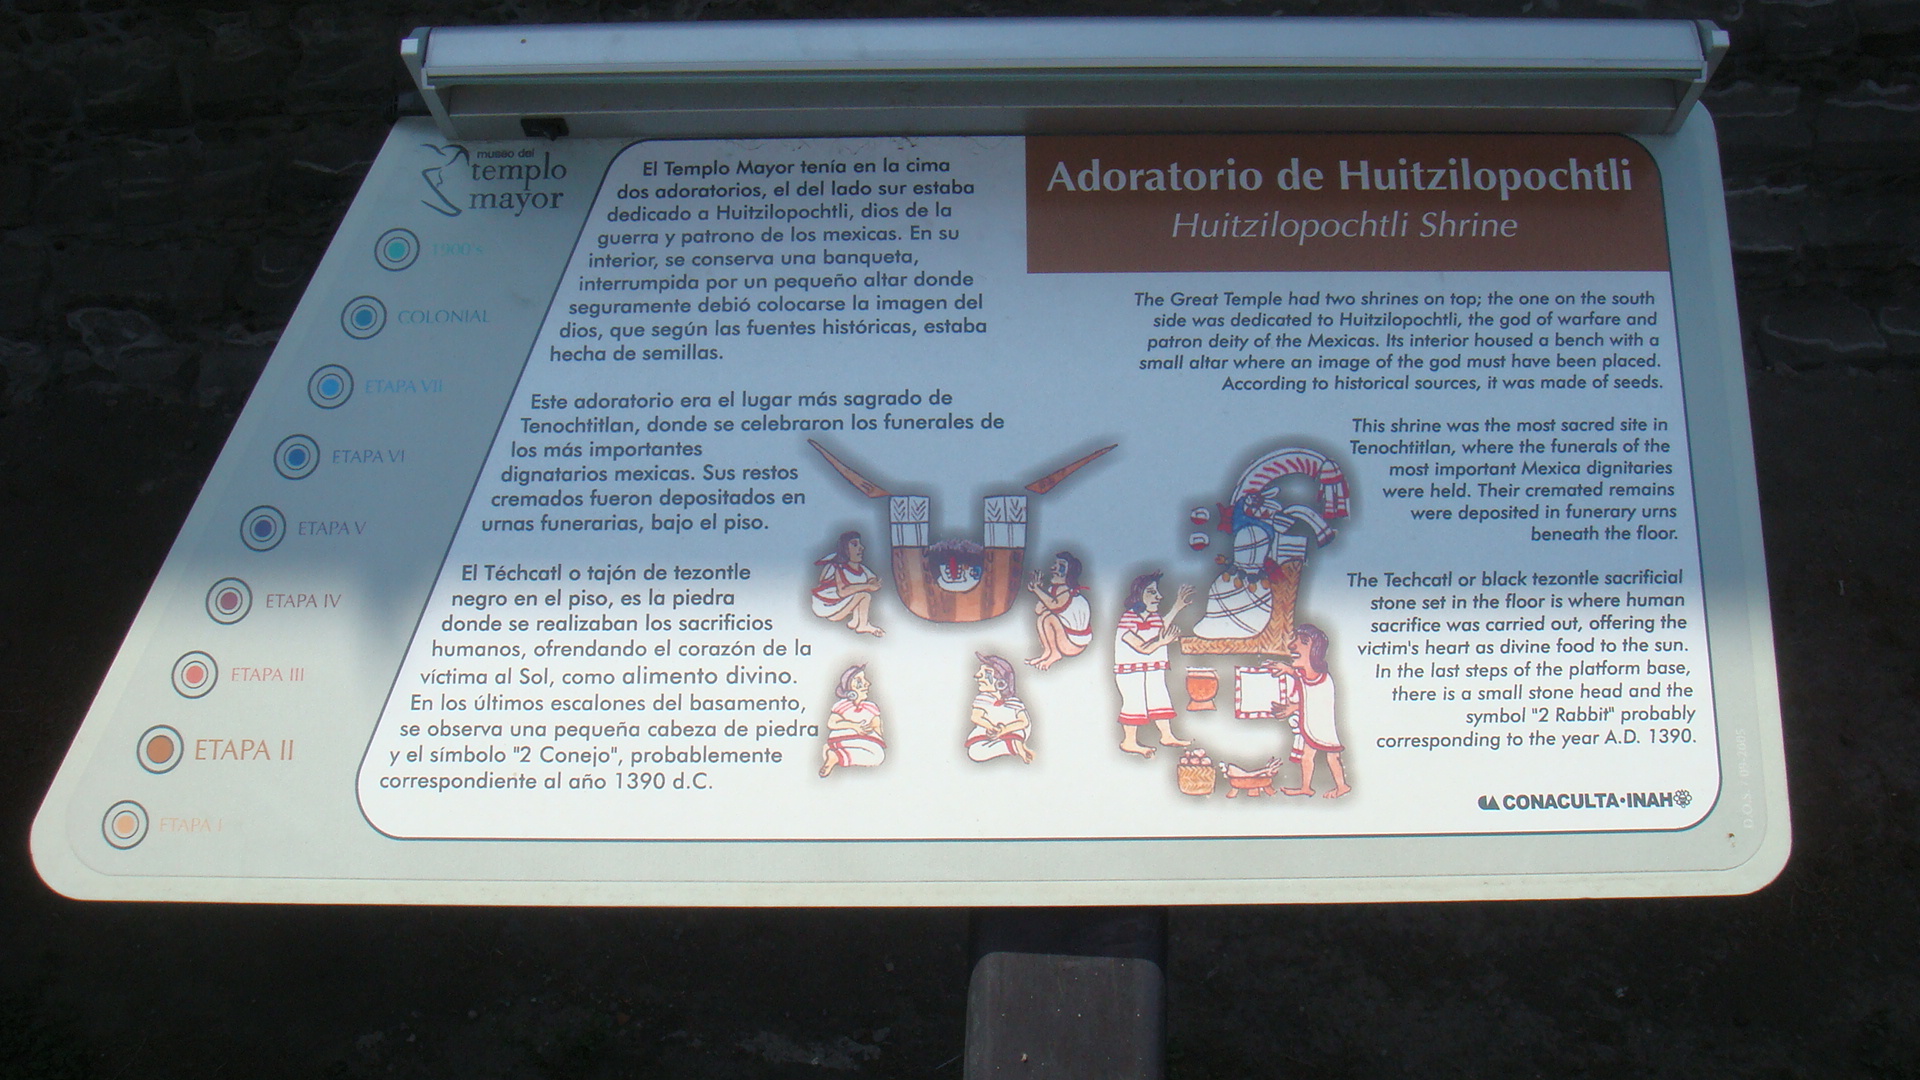 museo del
templo
mayor
1900's
COLONIAL
ETAPA VII
ETAPA VI
ETAPA V
ETAPA IV
ETAPA III
ETAPA II
ETAPA I
El Templo Mayor tenía en la cima
dos adoratorios, el del lado sur estaba
dedicado a Huitzilopochtli, dios de la
guerra y patrono de los mexicas. En su
interior, se conserva una banqueta,
interrumpida por un pequeño altar donde
seguramente debió colocarse la imagen del
dios, que según las fuentes históricas, estaba
hecha de semillas.
Este adoratorio era el lugar más sagrado de
Tenochtitlan, donde se celebraron los funerales de
los más importantes
dignatarios mexicas. Sus restos
cremados fueron depositados en
urnas funerarias, bajo el piso.
El Téchcatl o tajón de tezontle
negro en el piso, es la piedra
donde se realizaban los sacrificios
humanos, ofrendando el corazón de la
víctima al Sol, como alimento divino.
En los últimos escalones del basamento,
se observa una pequeña cabeza de piedra
y el símbolo "2 Conejo", probablemente
correspondiente al año 1390 d.C.
Adoratorio de Huitzilopochtli
Huitzilopochtli Shrine
The Great Temple had two shrines on top; the one on the south
side was dedicated to Huitzilopochtli, the god of warfare and
patron deity of the Mexicas. Its interior housed a bench with a
small altar where an image of the god must have been placed.
According to historical sources, it was made of seeds.
This shrine was the most sacred site in
Tenochtitlan, where the funerals of the
most important Mexica dignitaries
were held. Their cremated remains
were deposited in funerary urns
beneath the floor.
The Techcatl or black tezontle sacrificial
stone set in the floor is where human
sacrifice was carried out, offering the
victim's heart as divine food to the sun.
In the last steps of the platform base,
there is a small stone head and the
symbol "2 Rabbit" probably
corresponding to the year A.D. 1390.
CONACULTA•INAH